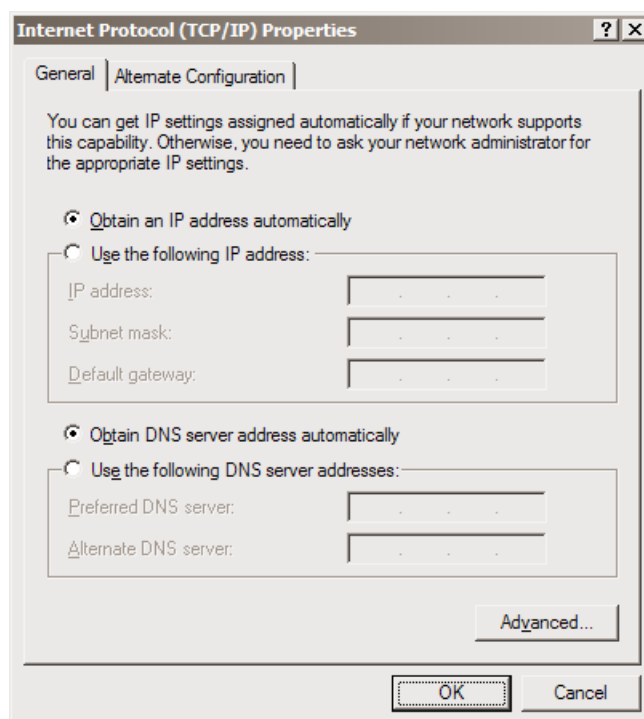 Internet Protocol (TCP/IP) Properties
General
Alternate Configuration
You can get IP settings assigned automatically if your network supports
this capability. Otherwise, you need to ask your network administrator for
the appropriate IP settings.
Obtain an IP address automatically
Use the following IP address:
IP address:
Subnet mask:
Default gateway:
Obtain DNS server address automatically
Use the following DNS server addresses:
Preferred DNS server:
Alternate DNS server:
Advanced...
OK
Cancel